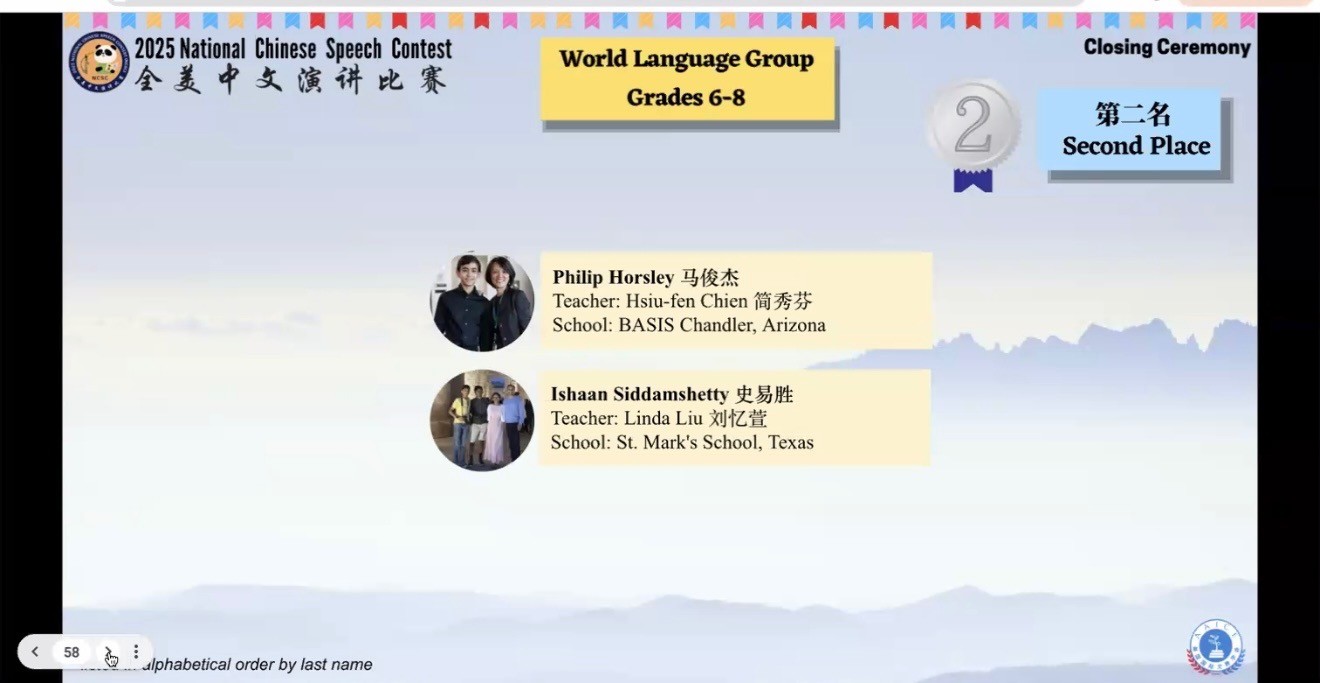 2025 National Chinese Speech Contest
全美中文演讲比赛
World Language Group
Grades 6-8
Closing Ceremony
2
第二名
Second Place
Philip Horsley 马俊杰
Teacher: Hsiu-fen Chien 简秀芬
School: BASIS Chandler, Arizona
Ishaan Siddamshetty 史易胜
Teacher: Linda Liu 刘忆萱
School: St. Mark's School, Texas
58
alphabetical order by last name